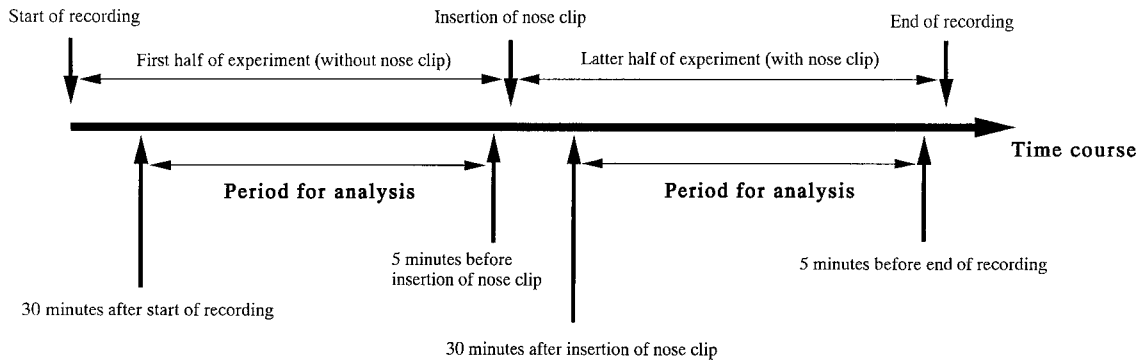 Start of recording
Insertion of nose clip
End of recording
First half of experiment (without nose clip)
Latter half of experiment (with nose clip)
Time course
Period for analysis
Period for analysis
5 minutes before
insertion of nose clip
5 minutes before end of recording
30 minutes after start of recording
30 minutes after insertion of nose clip